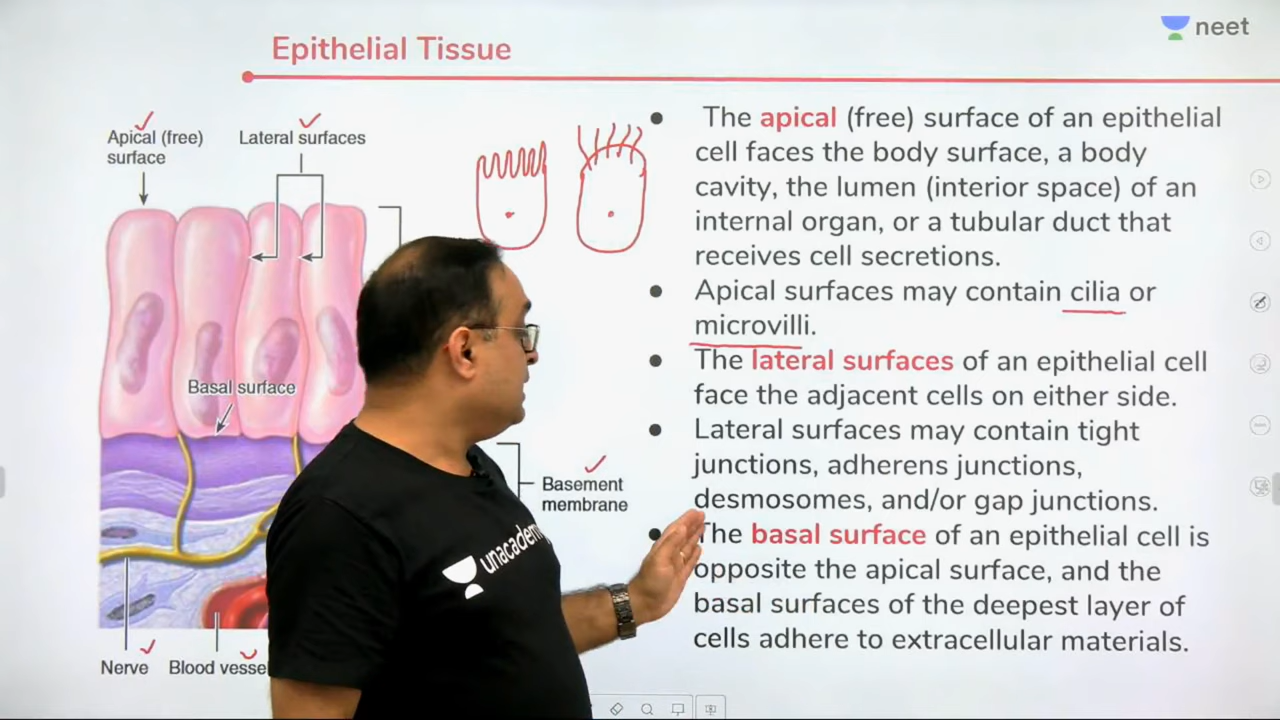 neet
Epithelial Tissue
Apical (free)
surface
Lateral surfaces
Basal surface
Basement
membrane
Nerve
Blood vesse
The apical (free) surface of an epithelial
cell faces the body surface, a body
cavity, the lumen (interior space) of an
internal organ, or a tubular duct that
receives cell secretions.
Apical surfaces may contain cilia or
microvilli.
The lateral surfaces of an epithelial cell
face the adjacent cells on either side.
Lateral surfaces may contain tight
junctions, adherens junctions,
desmosomes, and/or gap junctions.
The basal surface of an epithelial cell is
opposite the apical surface, and the
basal surfaces of the deepest layer of
cells adhere to extracellular materials.
unacademy